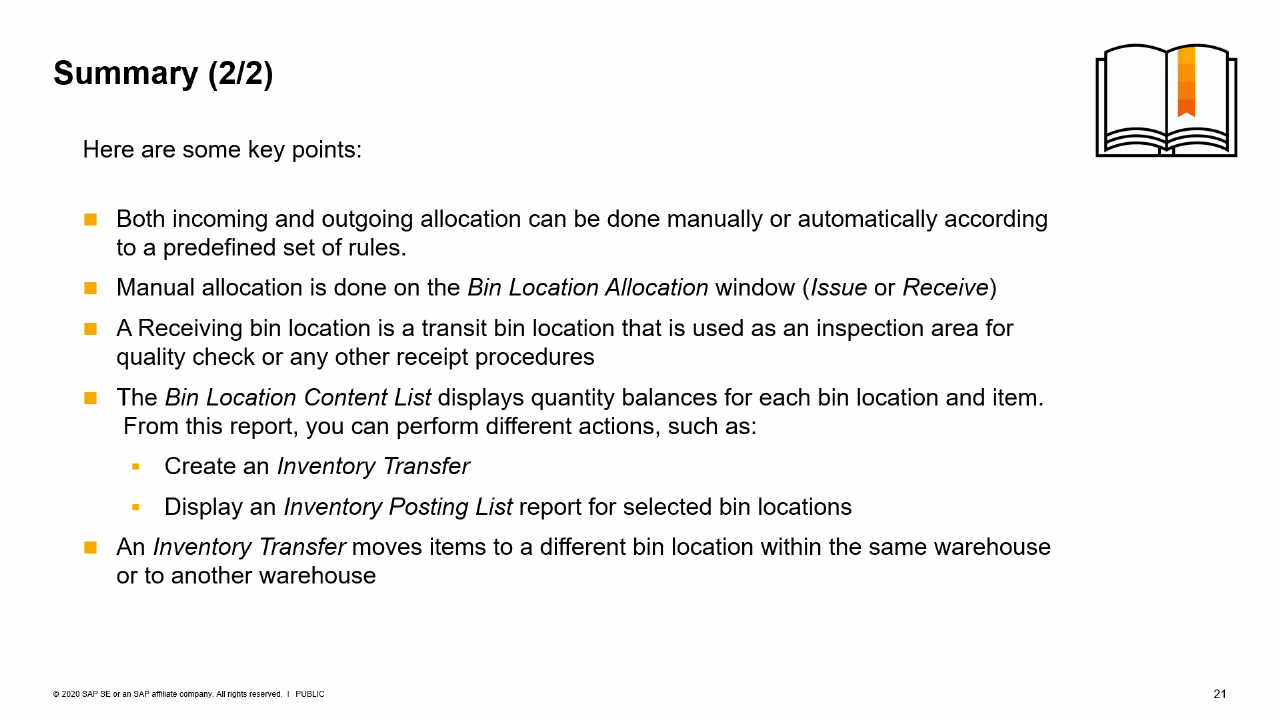 Summary (2/2)
Here are some key points:
Both incoming and outgoing allocation can be done manually or automatically according
to a predefined set of rules.
Manual allocation is done on the Bin Location Allocation window (Issue or Receive)
A Receiving bin location is a transit bin location that is used as an inspection area for
quality check or any other receipt procedures
The Bin Location Content List displays quantity balances for each bin location and item.
From this report, you can perform different actions, such as:
Create an Inventory Transfer
Display an Inventory Posting List report for selected bin locations
An Inventory Transfer moves items to a different bin location within the same warehouse
or to another warehouse
© 2020 SAP SE or an SAP affiliate company. All rights reserved. I PUBLIC
21